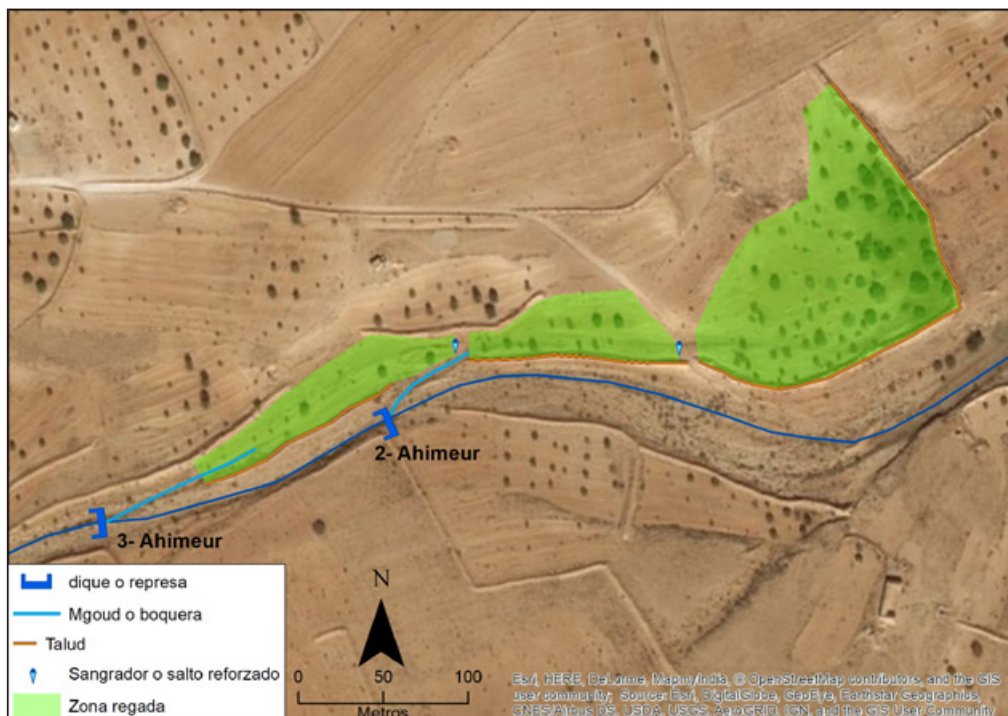 2- Ahimeur
3- Ahimeur
dique o represa
Mgoud o boquera
Talud
Sangrador o salto reforzado
Zona regada
N
0 50 100
Metros
Esri, HERE, DeLorme, MapmyIndia, © OpenStreetMap contributors, and the GIS
user community; Source: Esri, DigitalGlobe, GeoEye, Earthstar Geographics,
CNES/Airbus DS, USDA, USGS, AeroGRID, IGN, and the GIS User Community